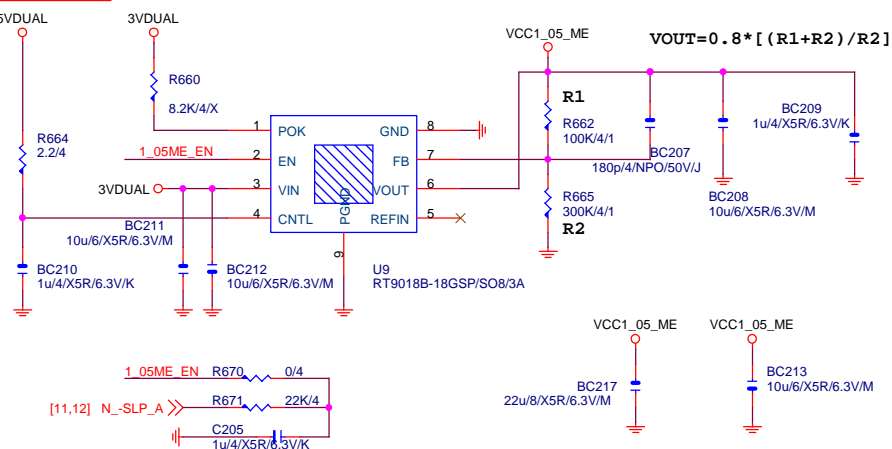 5VDUAL
3VDUAL
VCC1_05_ME
VOUT=0.8*[(R1+R2)/R2]
R660
8.2K/4/X
R664
2.2/4
1_05ME_EN
3VDUAL
1 POK
2 EN
3 VIN
4 CNTL
GND 8
FB 7
VOUT 6
REFIN 5
PGND
9
U9
RT9018B-18GSP/SO8/3A
R1
R662
100K/4/1
R665
300K/4/1
R2
BC207
180p/4/NPO/50V/J
BC208
10u/6/X5R/6.3V/M
BC209
1u/4/X5R/6.3V/K
BC211
10u/6/X5R/6.3V/M
BC210
1u/4/X5R/6.3V/K
BC212
10u/6/X5R/6.3V/M
1_05ME_EN R670 0/4
[11,12] N_-SLP_A R671 22K/4
C205
1u/4/X5R/6.3V/K
VCC1_05_ME
BC217
22u/8/X5R/6.3V/M
VCC1_05_ME
BC213
10u/6/X5R/6.3V/M